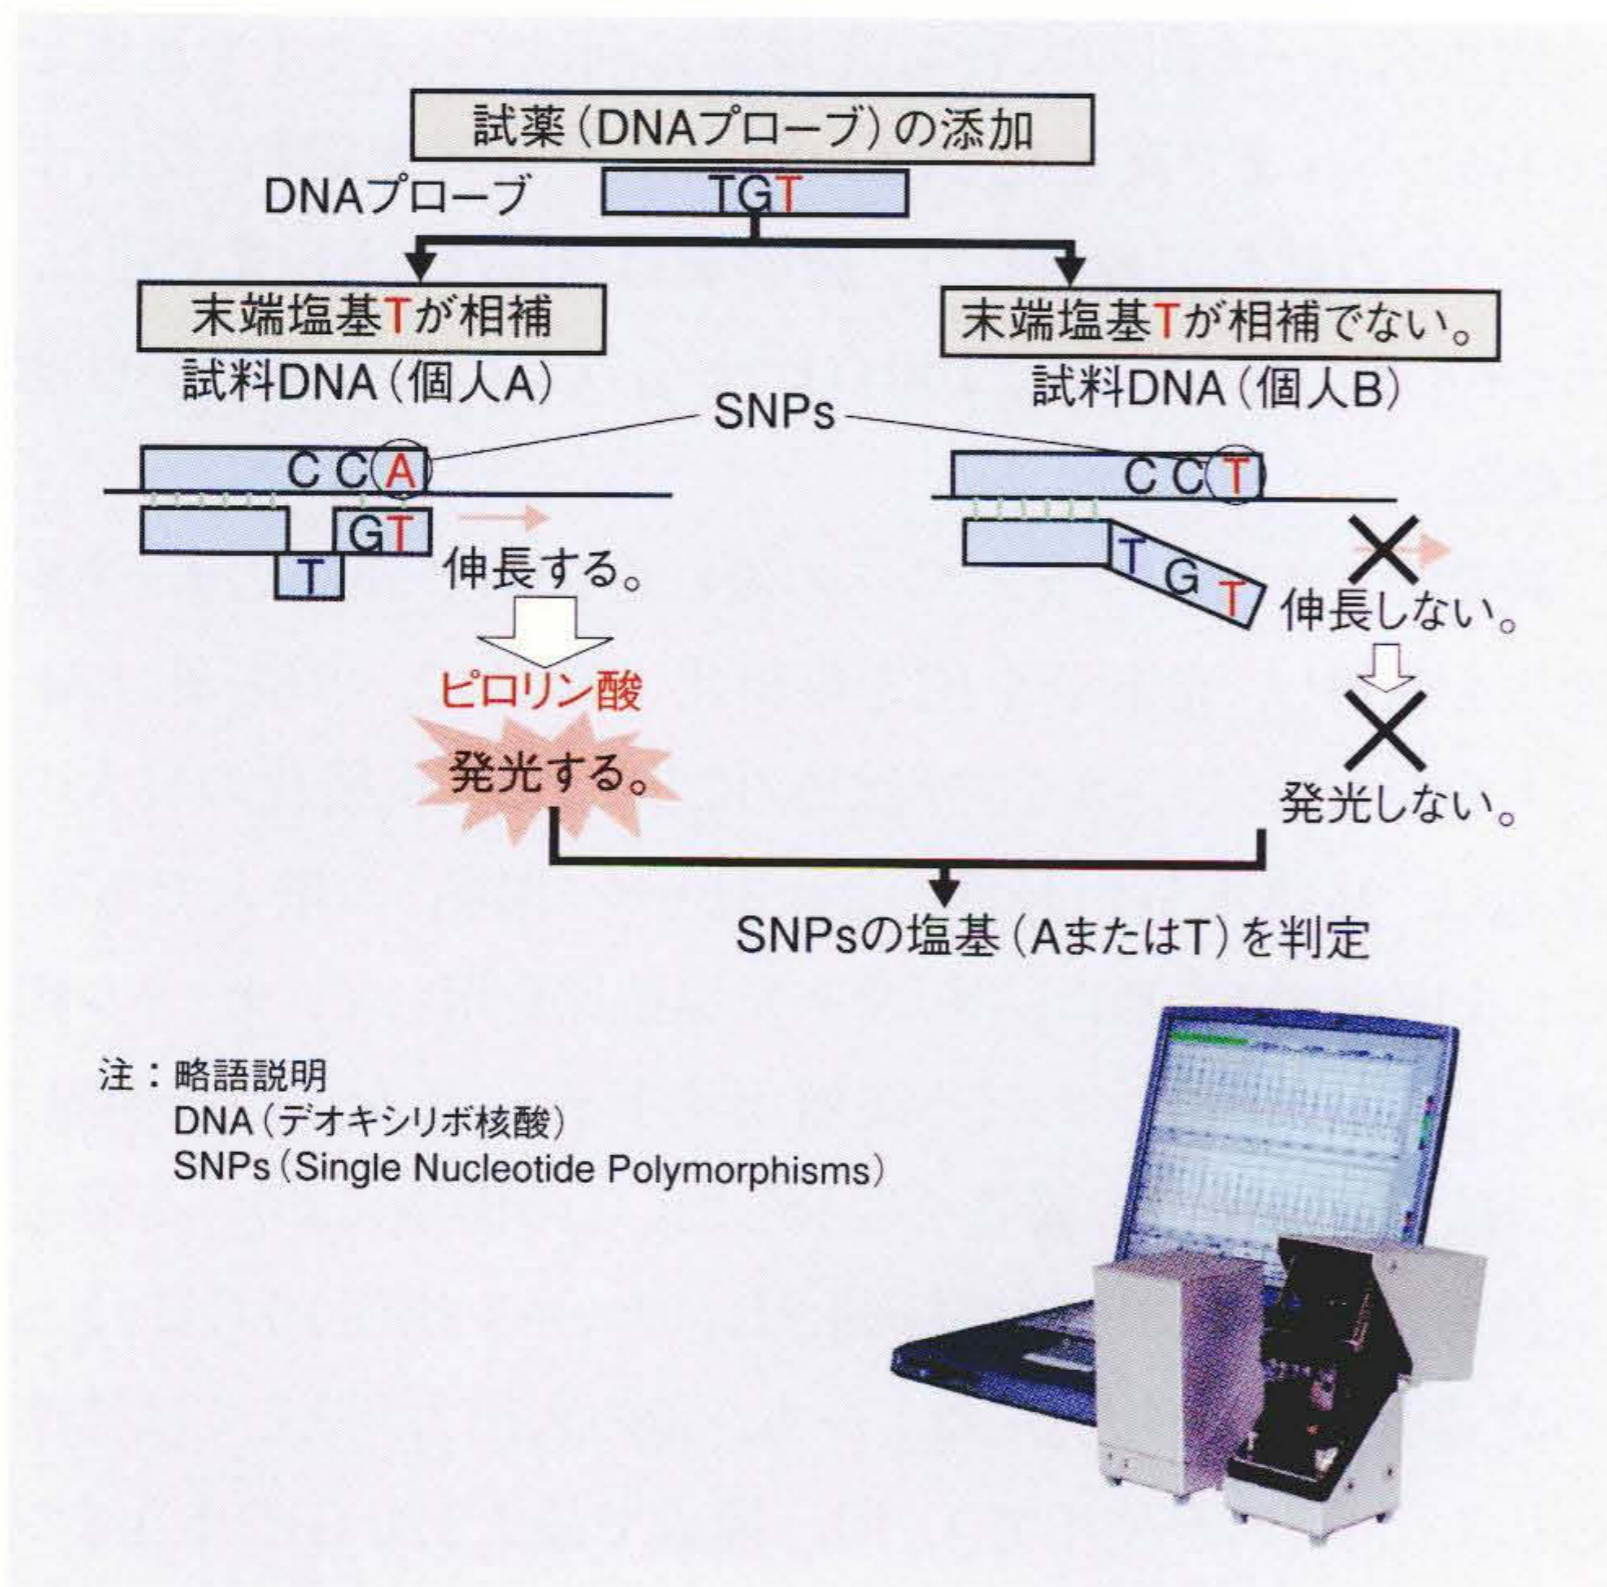 試薬(DNAプローブ)の添加
DNAプローブ
TGT
末端塩基Tが相補
末端塩基Tが相補でない。
試料DNA(個人A)
試料DNA(個人B)
SNPs
CCA
CCT
GT
T
TGT
伸長する。
伸長しない。
ピロリン酸
発光する。
発光しない。
SNPsの塩基(AまたはT)を判定
注:略語説明
DNA(デオキシリボ核酸)
SNPs(Single Nucleotide Polymorphisms)